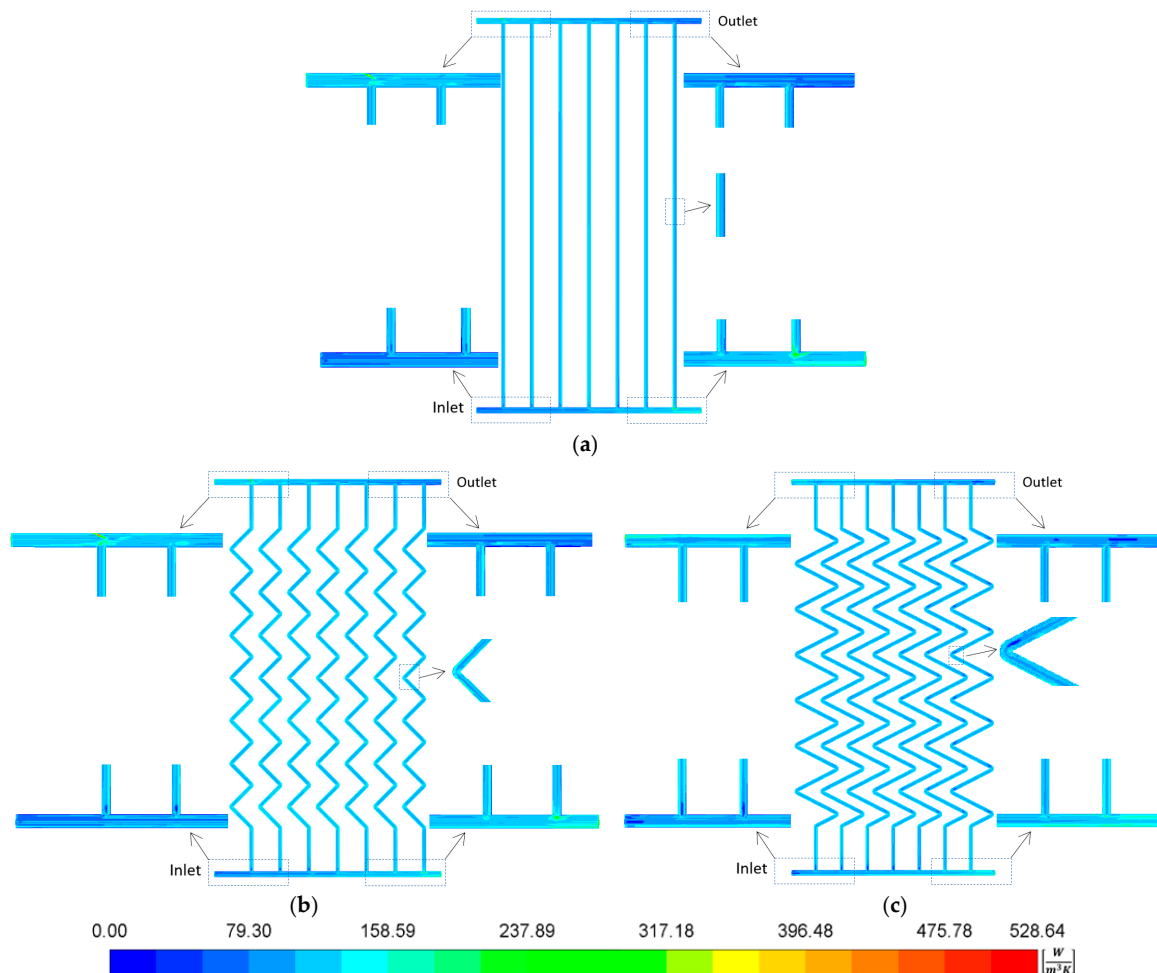 Outlet
Inlet
(a)
Outlet
Outlet
Inlet
Inlet
(b)
(c)
0.00 79.30 158.59 237.89 317.18 396.48 475.78 528.64
[W/m³K]